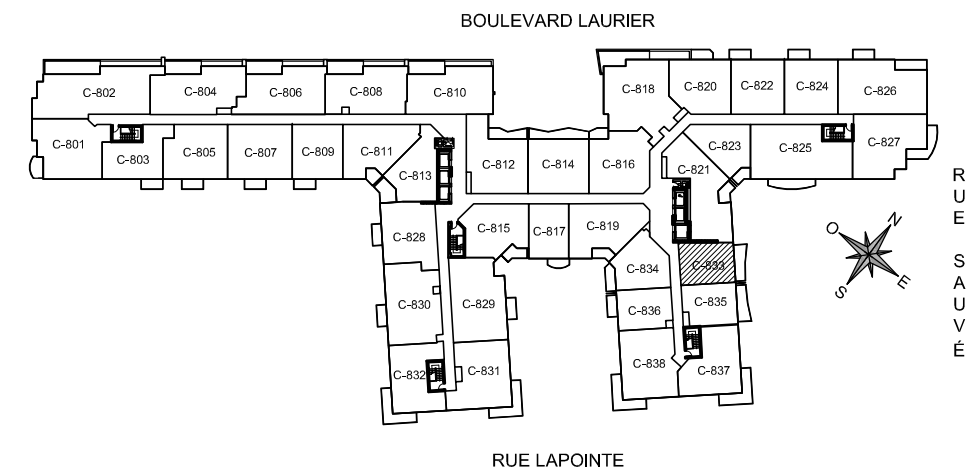 BOULEVARD LAURIER
C-802
C-804
C-806
C-808
C-810
C-818
C-820
C-822
C-824
C-826
C-801
C-803
C-805
C-807
C-809
C-811
C-813
C-812
C-814
C-816
C-821
C-823
C-825
C-827
C-828
C-815
C-817
C-819
C-834
C-833
C-830
C-829
C-836
C-835
C-832
C-831
C-838
C-837
N
O
E
S
RUE SAUVÉ
RUE LAPOINTE